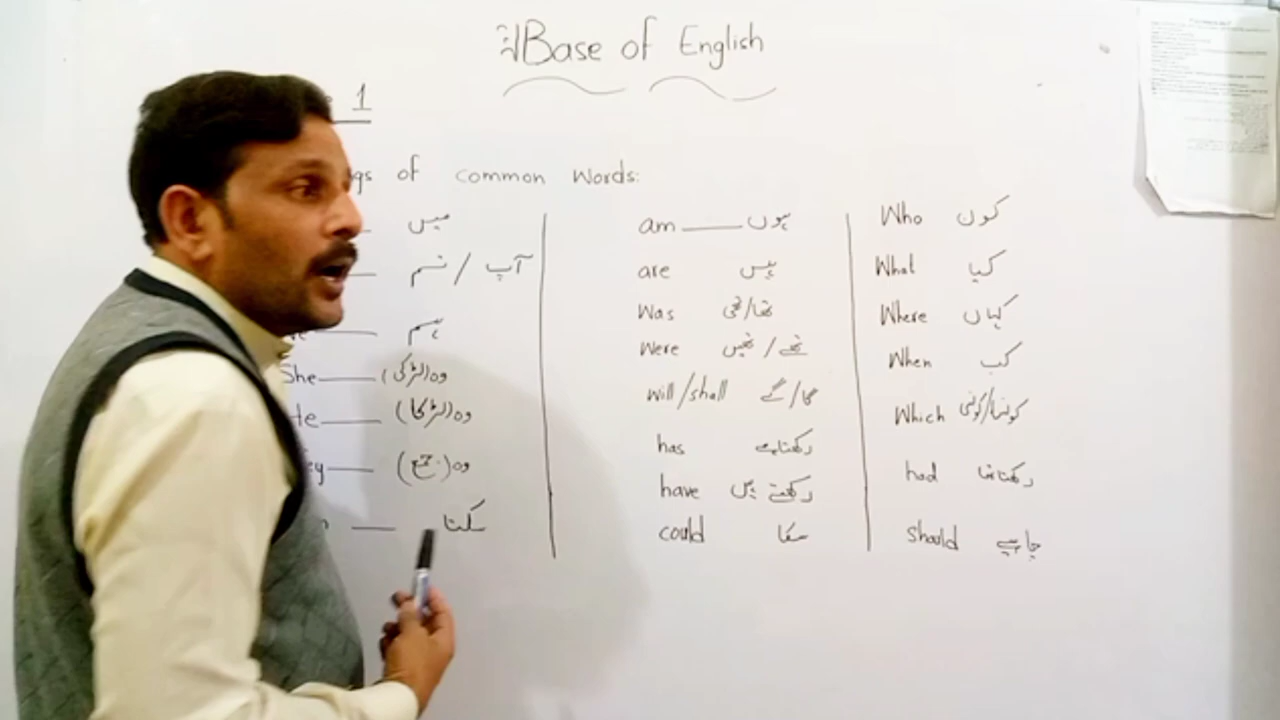 Base of English
1
gs of common Words:
میں
آپ / تم
ہم
She وہ (لڑکی)
He وہ (لڑکا)
ey وہ (جمع)
سکتا
am ہوں
are ہیں
Was تھا/تھی
Were تھے / تھیں
will/shall گا/گے
has رکھتا ہے
have رکھتے ہیں
could سکا
Who کون
What کیا
Where کہاں
When کب
Which کونسا/کونسی
had رکھتا تھا
Should چاہیے